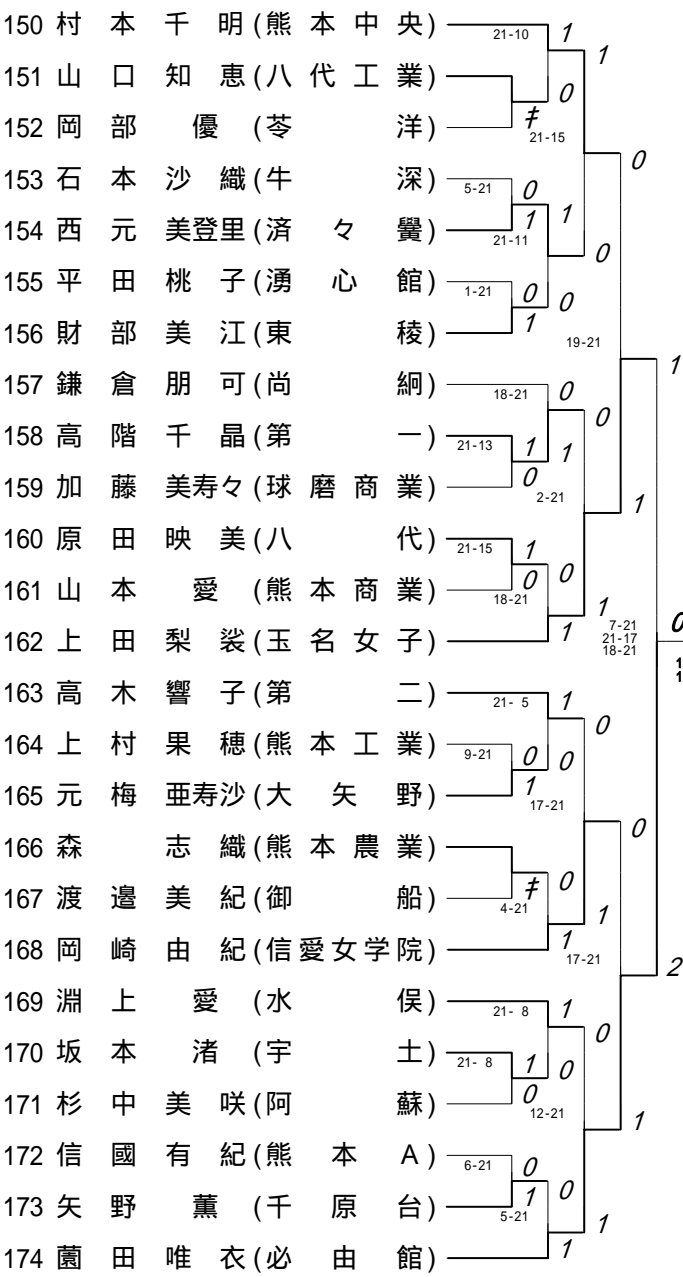 150 村本千明(熊本中央) 21-10 1 1
151 山口知恵(八代工業) 0
152 岡部優(苓洋) キ 21-15 0
153 石本沙織(牛深) 5-21 0
154 西元美登里(済々黌) 21-11 1 1 0
155 平田桃子(湧心館) 1-21 0 0
156 財部美江(東稜) 1 19-21 1
157 鎌倉朋可(尚絅) 18-21 0 0
158 高階千晶(第一) 21-13 1 1
159 加藤美寿々(球磨商業) 0 2-21 1
160 原田映美(八代) 21-15 1
161 山本愛(熊本商業) 0 18-21 0 1
162 上田梨裟(玉名女子) 1 7-21 0
21-17
18-21
163 高木響子(第二) 21-5 1 0
164 上村果穂(熊本工業) 9-21 0 0
165 元梅亜寿沙(大矢野) 1 17-21 0
166 森志織(熊本農業)
167 渡邉美紀(御船) 4-21 キ 0 1
168 岡崎由紀(信愛女学院) 1 17-21 2
169 淵上愛(水俣) 21-8 1 0
170 坂本渚(宇土) 21-8 1 0
171 杉中美咲(阿蘇) 0 12-21 1
172 信國有紀(熊本A) 6-21 0
173 矢野薫(千原台) 1 5-21 0 1
174 薗田唯衣(必由館) 1